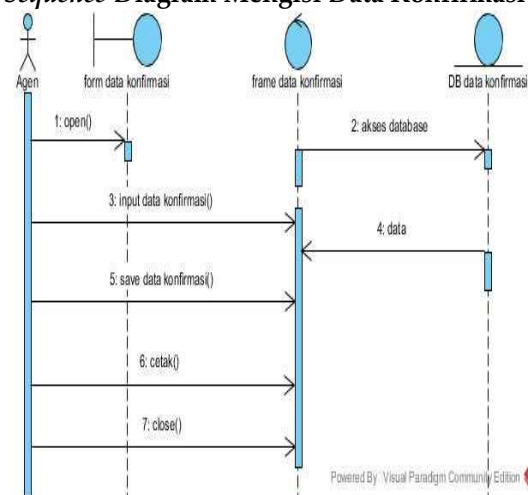 Sequence Diagram Mengisi Data Konfirmasi
Agen
form data konfirmasi
frame data konfirmasi
DB data konfirmasi
1: open()
2: akses database
3: input data konfirmasi()
4: data
5: save data konfirmasi()
6: cetak()
7: close()
Powered By Visual Paradigm Community Edition